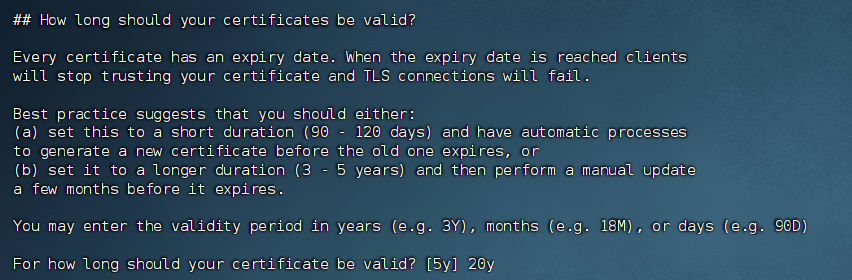 ## How long should your certificates be valid?
Every certificate has an expiry date. When the expiry date is reached clients
will stop trusting your certificate and TLS connections will fail.
Best practice suggests that you should either:
(a) set this to a short duration (90 - 120 days) and have automatic processes
to generate a new certificate before the old one expires, or
(b) set it to a longer duration (3 - 5 years) and then perform a manual update
a few months before it expires.
You may enter the validity period in years (e.g. 3Y), months (e.g. 18M), or days (e.g. 90D)
For how long should your certificate be valid? [5y] 20y